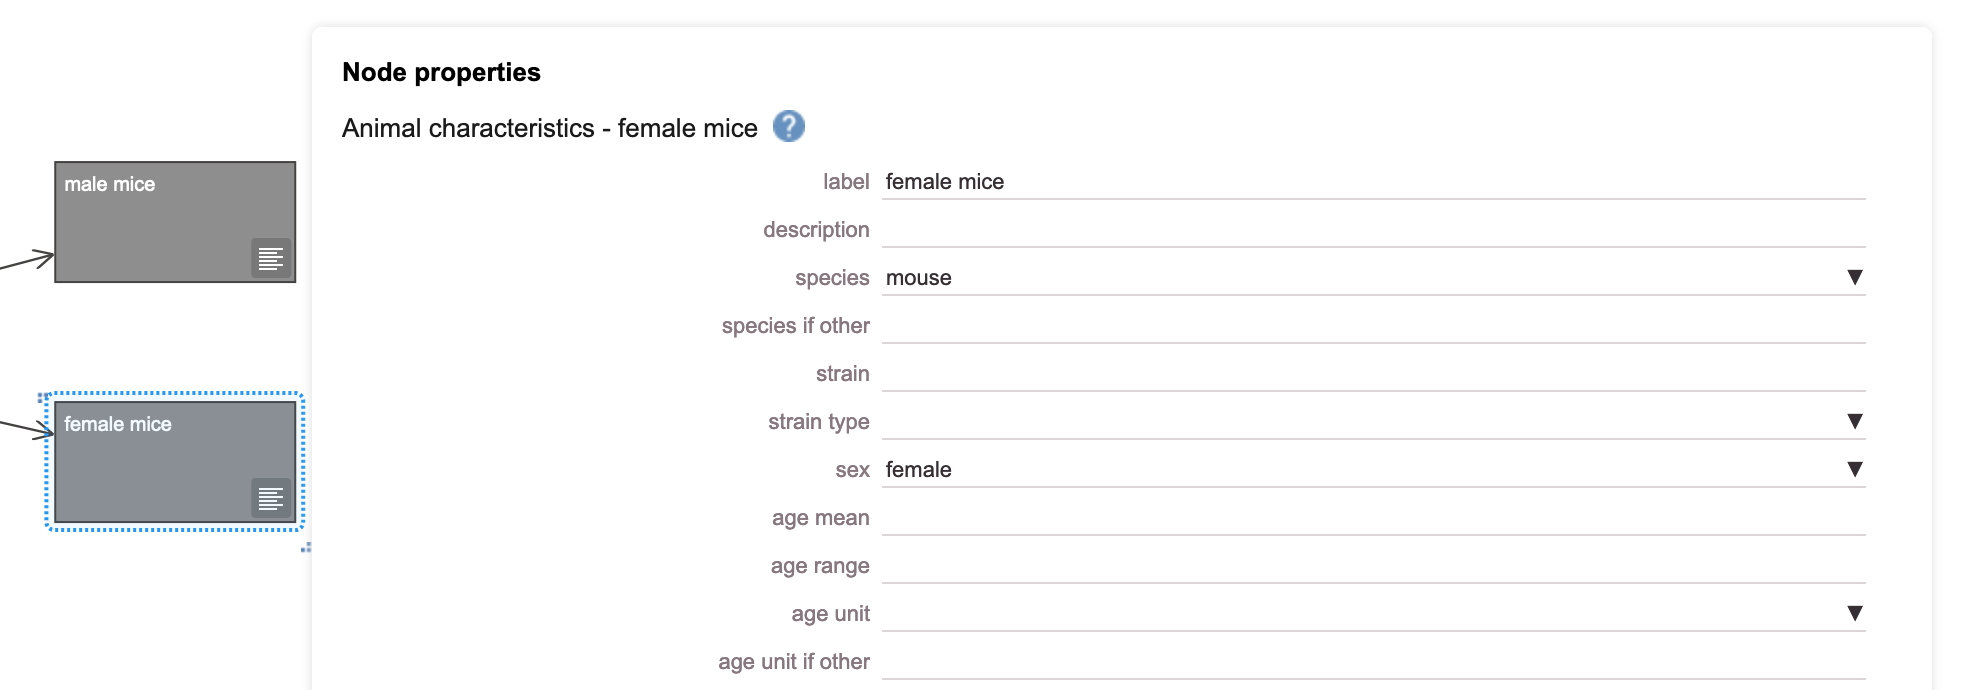 Node properties
Animal characteristics - female mice ?
male mice
female mice
label female mice
description
species mouse
species if other
strain
strain type
sex female
age mean
age range
age unit
age unit if other